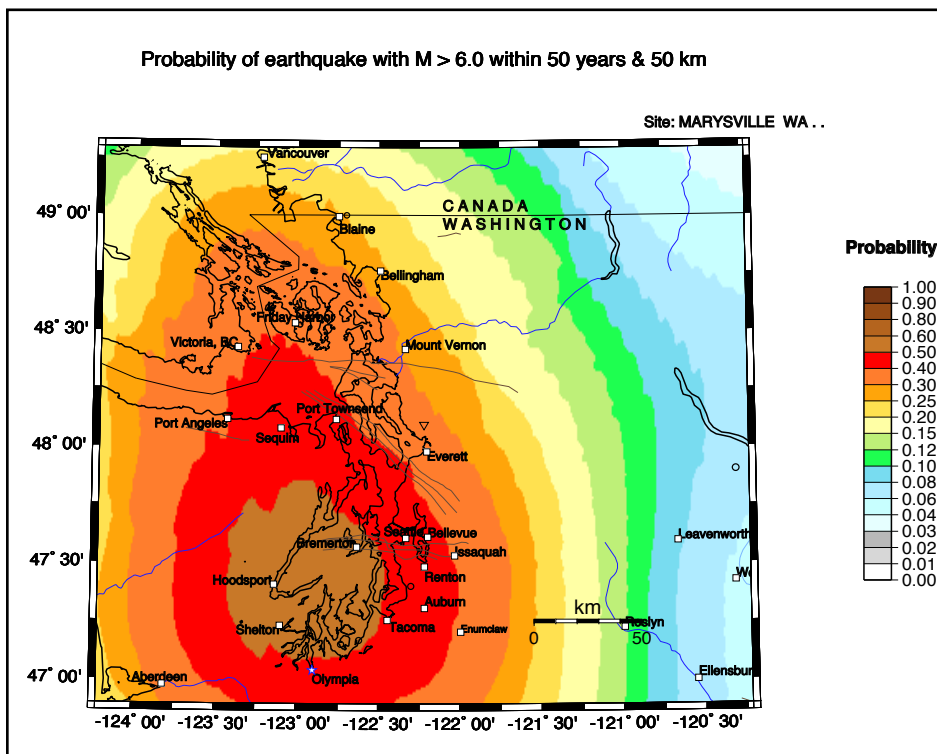 Probability of earthquake with M > 6.0 within 50 years & 50 km
Site: MARYSVILLE WA . .
Vancouver
49° 00'
CANADA
WASHINGTON
Blaine
Bellingham
Probability
1.00
0.90
0.80
0.60
0.50
0.40
0.30
0.25
0.20
0.15
0.12
0.10
0.08
0.06
0.04
0.03
0.02
0.01
0.00
48° 30'
Friday Harbor
Victoria, BC
Mount Vernon
Port Townsend
Port Angeles
Sequim
48° 00'
Everett
Seattle
Bellevue
Leavenworth
47° 30'
Bremerton
Issaquah
Hoodsport
Renton
We
Auburn
km
Shelton
Tacoma
Enumclaw
0
50
Roslyn
47° 00'
Aberdeen
Olympia
Ellensbur
-124° 00'
-123° 30'
-123° 00'
-122° 30'
-122° 00'
-121° 30'
-121° 00'
-120° 30'